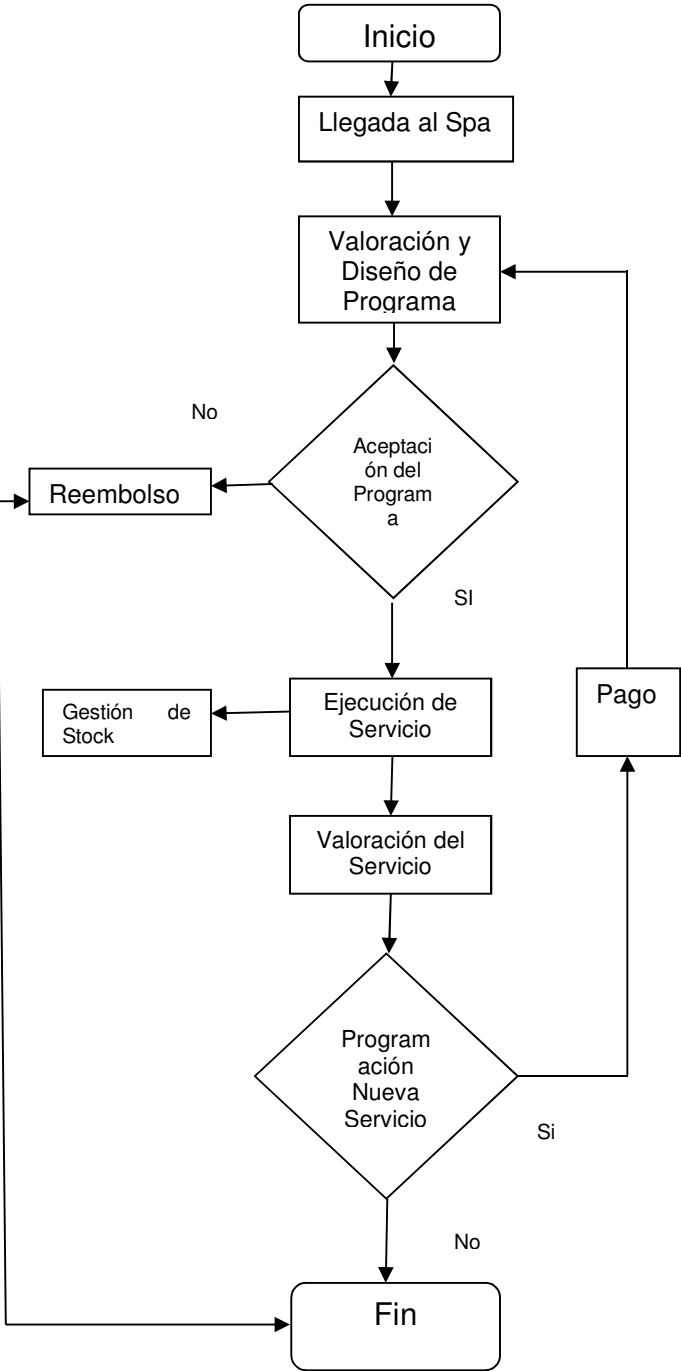 Inicio
Llegada al Spa
Valoración y
Diseño de
Programa
No
Aceptaci
ón del
Program
a
Reembolso
SI
Gestión de
Stock
Ejecución de
Servicio
Pago
Valoración del
Servicio
Program
ación
Nueva
Servicio
Si
No
Fin